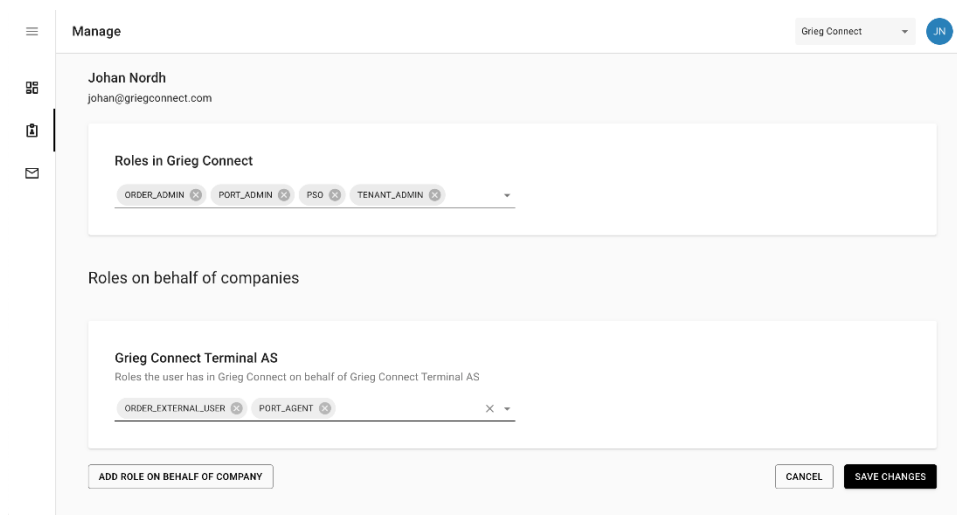 Manage
Grieg Connect
JN
Johan Nordh
johan@griegconnect.com
Roles in Grieg Connect
ORDER_ADMIN PORT_ADMIN PSO TENANT_ADMIN
Roles on behalf of companies
Grieg Connect Terminal AS
Roles the user has in Grieg Connect on behalf of Grieg Connect Terminal AS
ORDER_EXTERNAL_USER PORT_AGENT
ADD ROLE ON BEHALF OF COMPANY
CANCEL
SAVE CHANGES